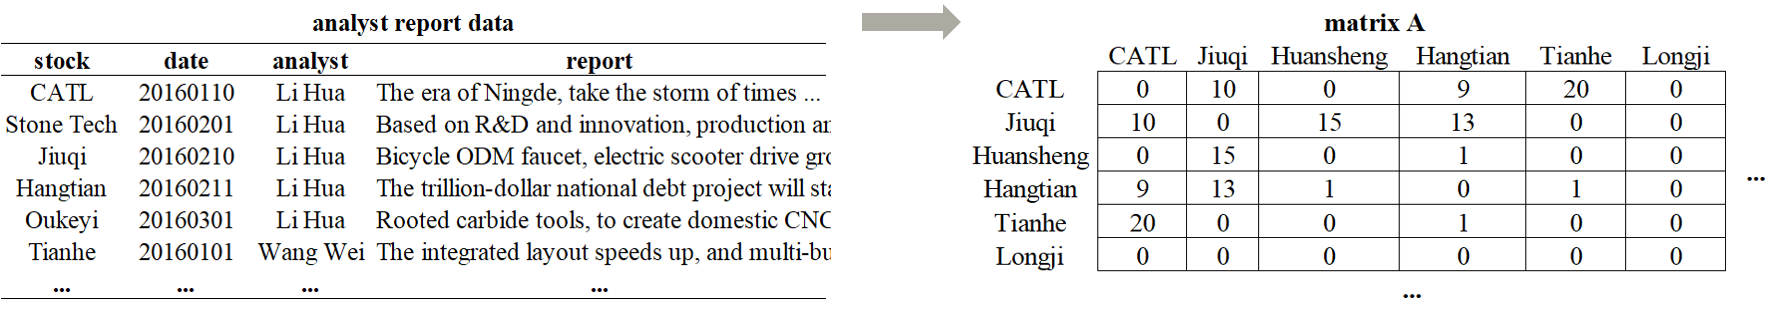 analyst report data
stock date analyst report
CATL 20160110 Li Hua The era of Ningde, take the storm of times ...
Stone Tech 20160201 Li Hua Based on R&D and innovation, production an
Jiuqi 20160210 Li Hua Bicycle ODM faucet, electric scooter drive gro
Hangtian 20160211 Li Hua The trillion-dollar national debt project will sta
Oukeyi 20160301 Li Hua Rooted carbide tools, to create domestic CNC
Tianhe 20160101 Wang Wei The integrated layout speeds up, and multi-bu
... ... ... ...
matrix A
CATL Jiuqi Huansheng Hangtian Tianhe Longji
CATL 0 10 0 9 20 0
Jiuqi 10 0 15 13 0 0
Huansheng 0 15 0 1 0 0
Hangtian 9 13 1 0 1 0
...
Tianhe 20 0 0 1 0 0
Longji 0 0 0 0 0 0
...